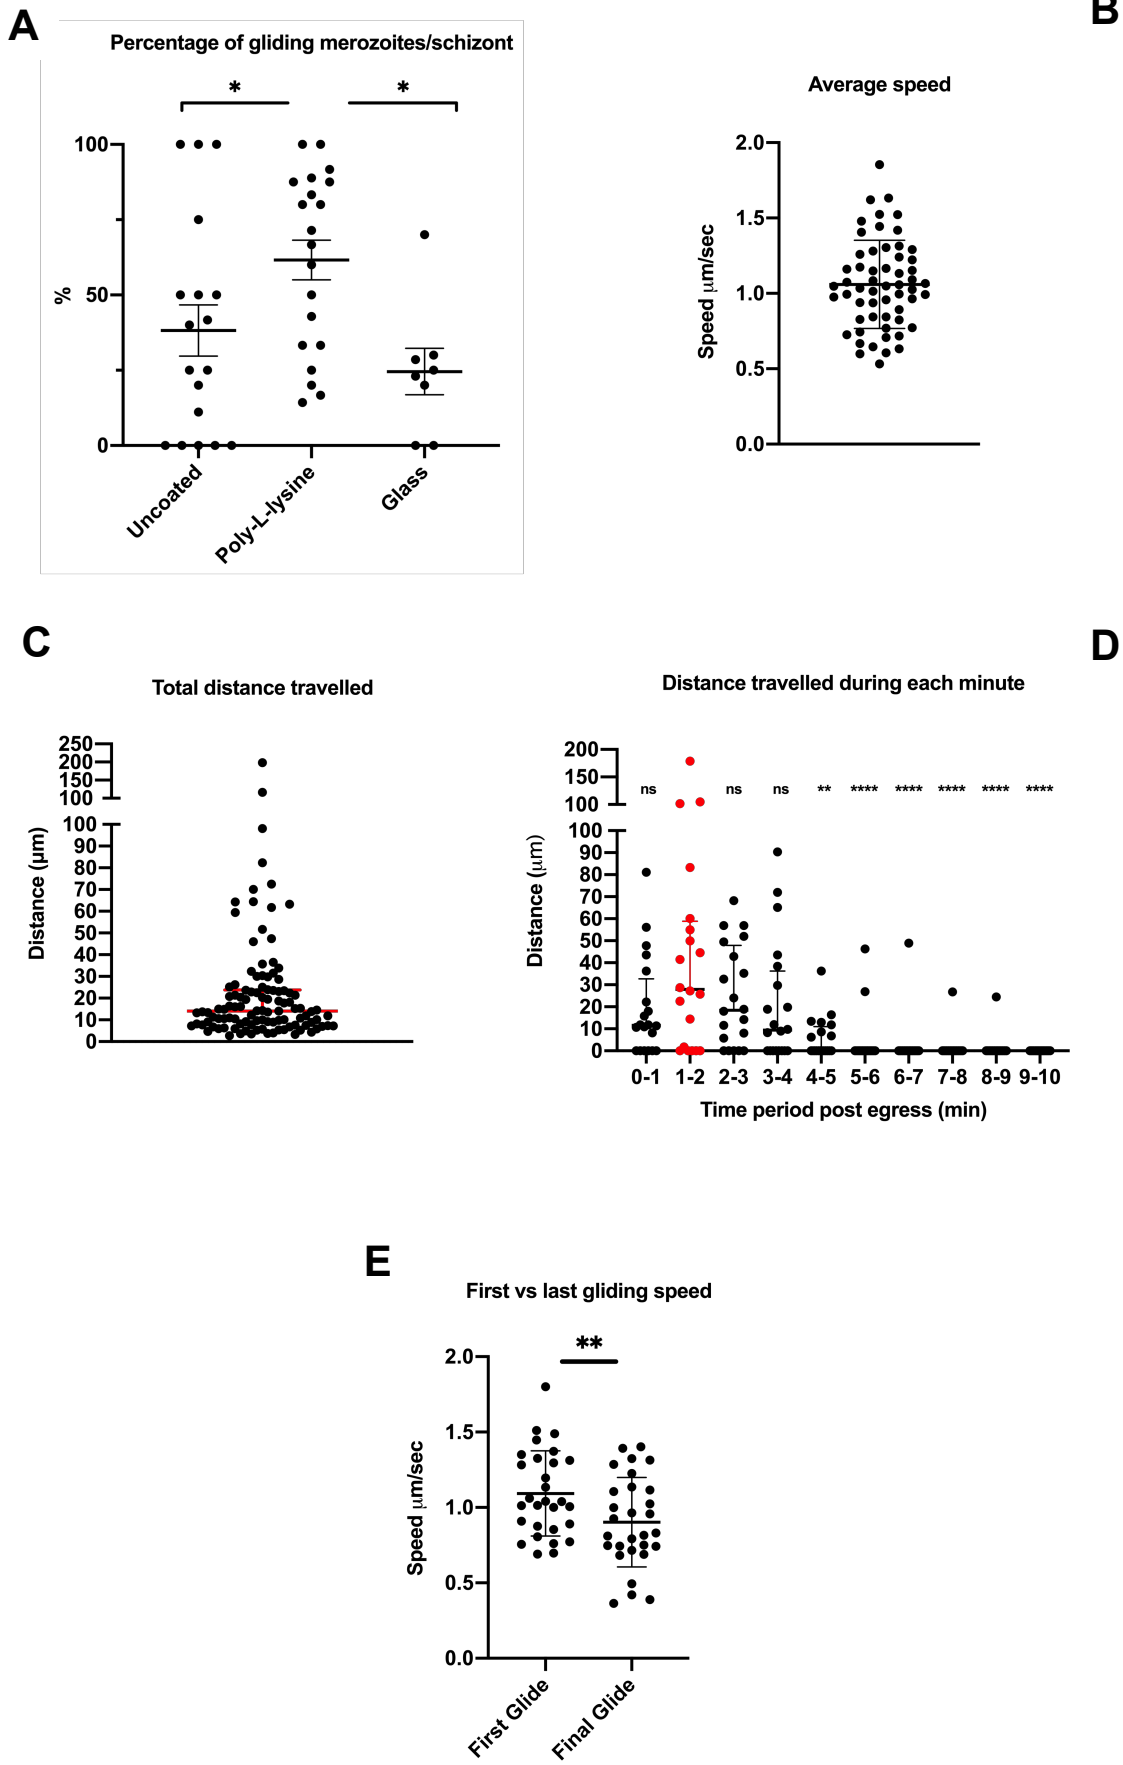 A
Percentage of gliding merozoites/schizont
* *
100
50
0
%
Uncoated
Poly-L-lysine
Glass
B
Average speed
2.0
1.5
1.0
0.5
0.0
Speed μm/sec
C
Total distance travelled
250
200
150
100
100
90
80
70
60
50
40
30
20
10
0
Distance (μm)
D
Distance travelled during each minute
200
150
100
100
90
80
70
60
50
40
30
20
10
0
Distance (μm)
ns ns ns ** **** **** **** **** ****
0-1 1-2 2-3 3-4 4-5 5-6 6-7 7-8 8-9 9-10
Time period post egress (min)
E
First vs last gliding speed
**
2.0
1.5
1.0
0.5
0.0
Speed μm/sec
First Glide
Final Glide